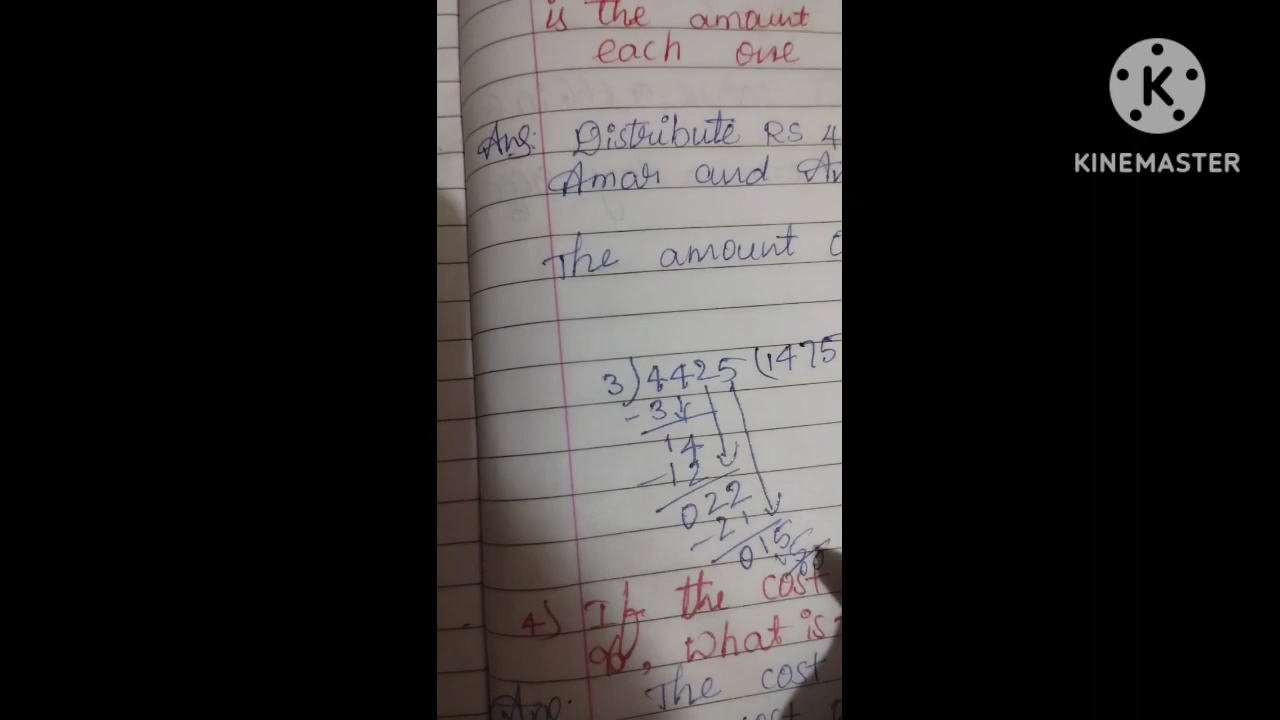 is the amount
each one
Ans: Distribute RS 4
Amar and
The amount
3)4425(1475
-3
14
-12
022
-21
015
4) If the cost
what is
Ans: The cost
cost
K
KINEMASTER